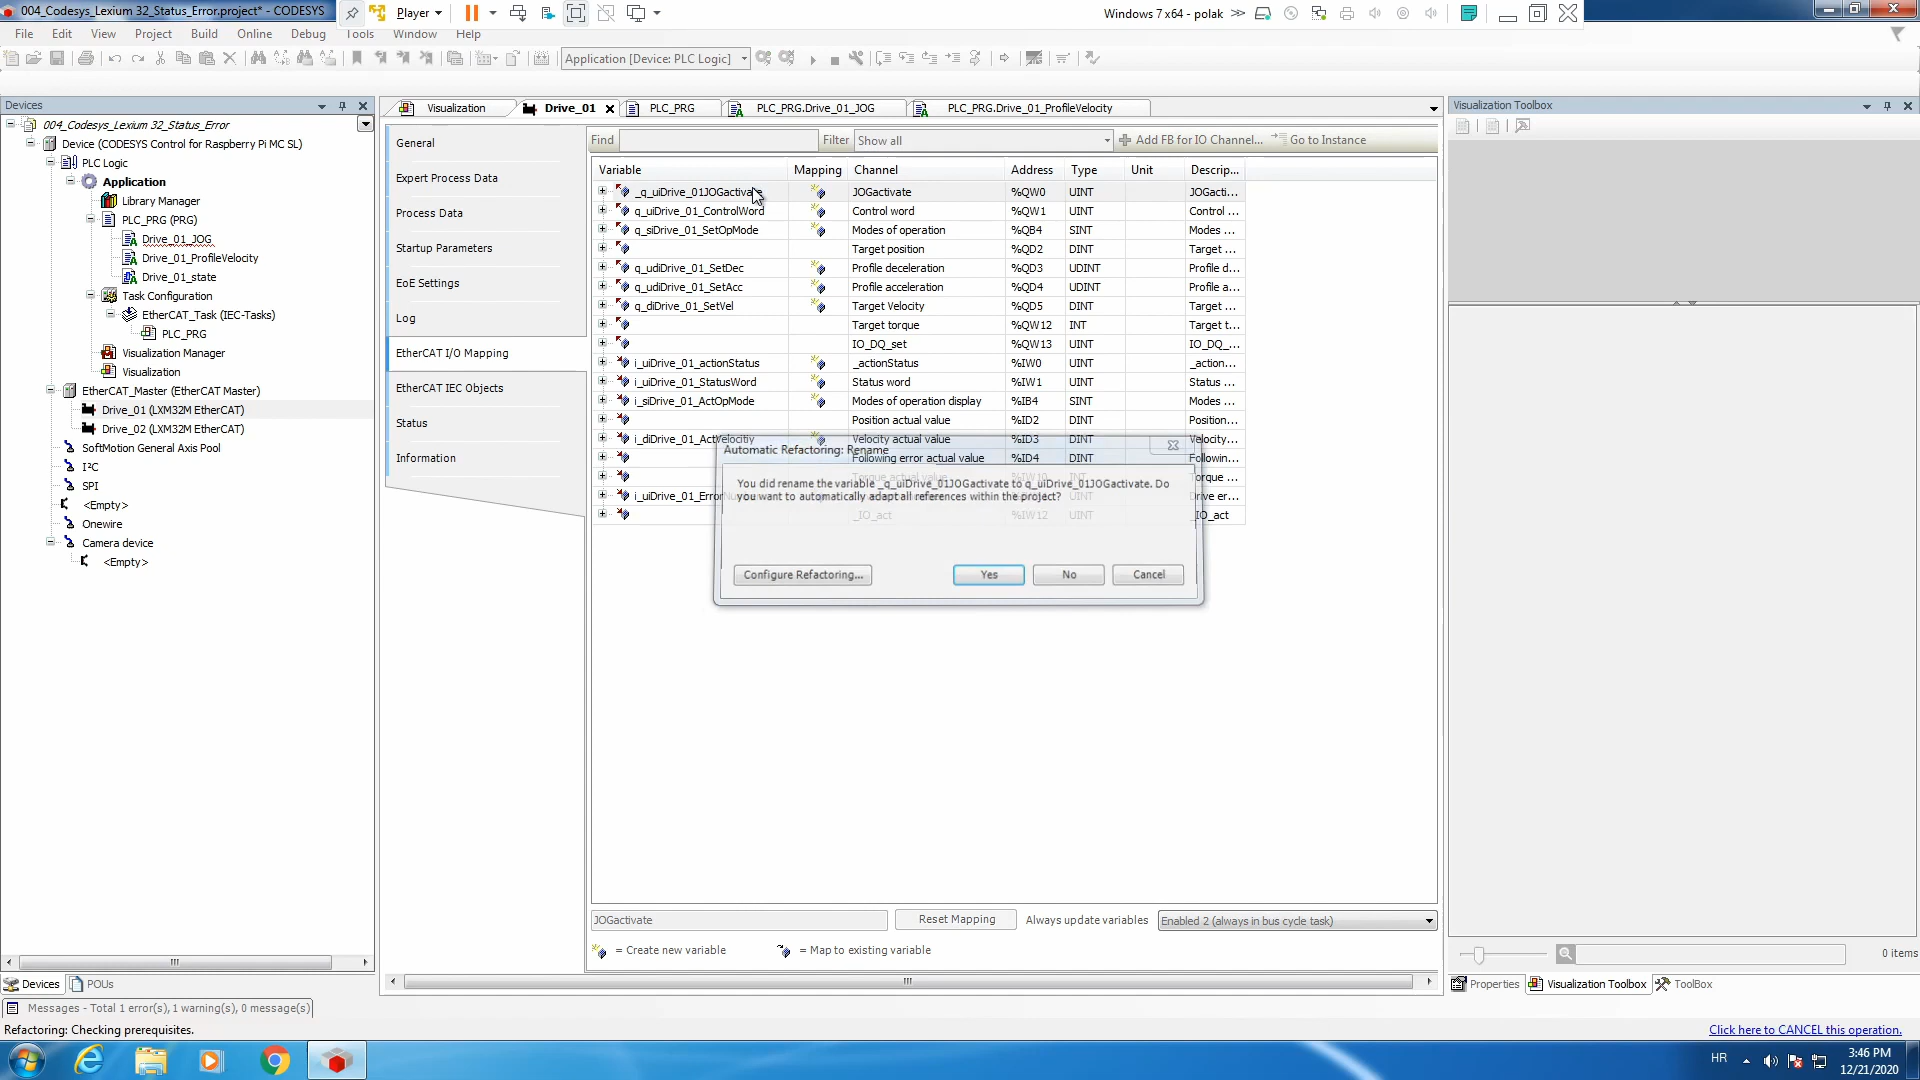 004_Codesys_Lexium 32_Status_Error.project* - CODESYS
Player
Windows 7 x64 - polak
File Edit View Project Build Online Debug Tools Window Help
Application [Device: PLC Logic]
Devices
004_Codesys_Lexium 32_Status_Error
Device (CODESYS Control for Raspberry Pi MC SL)
PLC Logic
Application
Library Manager
PLC_PRG (PRG)
Drive_01_JOG
Drive_01_ProfileVelocity
Drive_01_state
Task Configuration
EtherCAT_Task (IEC-Tasks)
PLC_PRG
Visualization Manager
Visualization
EtherCAT_Master (EtherCAT Master)
Drive_01 (LXM32M EtherCAT)
Drive_02 (LXM32M EtherCAT)
SoftMotion General Axis Pool
I²C
SPI
<Empty>
Onewire
Camera device
<Empty>
Devices POUs
Visualization Drive_01 PLC_PRG PLC_PRG.Drive_01_JOG PLC_PRG.Drive_01_ProfileVelocity
General
Expert Process Data
Process Data
Startup Parameters
EoE Settings
Log
EtherCAT I/O Mapping
EtherCAT IEC Objects
Status
Information
Find Filter Show all Add FB for IO Channel... Go to Instance
Variable Mapping Channel Address Type Unit Descrip...
_q_uiDrive_01JOGactivate JOGactivate %QW0 UINT JOGacti...
q_uiDrive_01_ControlWord Control word %QW1 UINT Control ...
q_siDrive_01_SetOpMode Modes of operation %QB4 SINT Modes ...
Target position %QD2 DINT Target ...
q_udiDrive_01_SetDec Profile deceleration %QD3 UDINT Profile d...
q_udiDrive_01_SetAcc Profile acceleration %QD4 UDINT Profile a...
q_diDrive_01_SetVel Target Velocity %QD5 DINT Target ...
Target torque %QW12 INT Target t...
IO_DQ_set %QW13 UINT IO_DQ_...
i_uiDrive_01_actionStatus _actionStatus %IW0 UINT _action...
i_uiDrive_01_StatusWord Status word %IW1 UINT Status ...
i_siDrive_01_ActOpMode Modes of operation display %IB4 SINT Modes ...
Position actual value %ID2 DINT Position...
i_diDrive_01_ActVelocitiy Velocity actual value %ID3 DINT Velocity...
Following error actual value %ID4 DINT Followin...
Torque actual value %IW10 INT Torque ...
i_uiDrive_01_Error UINT Drive er...
_IO_act %IW12 UINT _IO_act
Automatic Refactoring: Rename
You did rename the variable _q_uiDrive_01JOGactivate to q_uiDrive_01JOGactivate. Do
you want to automatically adapt all references within the project?
Configure Refactoring... Yes No Cancel
JOGactivate Reset Mapping Always update variables Enabled 2 (always in bus cycle task)
= Create new variable = Map to existing variable
Visualization Toolbox
0 items
Properties Visualization Toolbox ToolBox
Messages - Total 1 error(s), 1 warning(s), 0 message(s)
Refactoring: Checking prerequisites.
Click here to CANCEL this operation.
HR
3:46 PM
12/21/2020